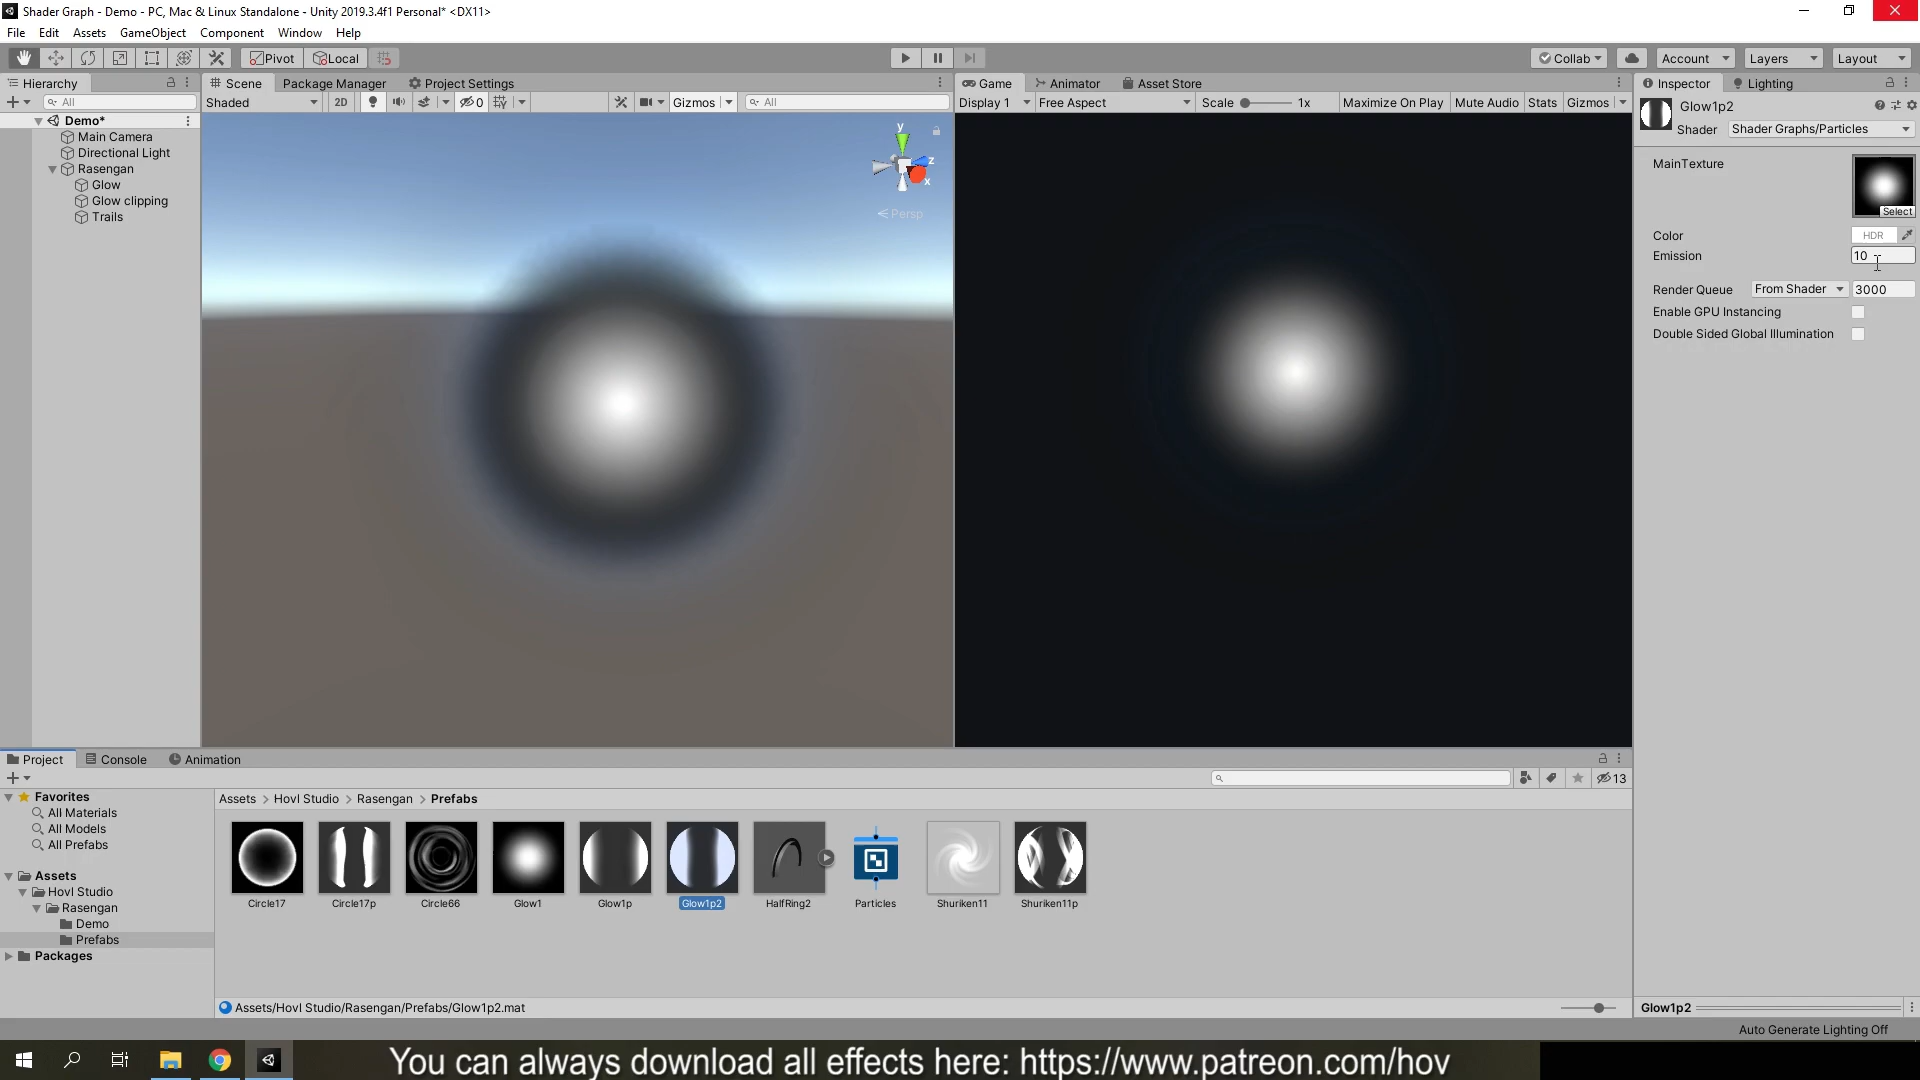 Shader Graph - Demo - PC, Mac & Linux Standalone - Unity 2019.3.4f1 Personal* <DX11>
File Edit Assets GameObject Component Window Help
Pivot Local Collab Account Layers Layout
Hierarchy Scene Package Manager Project Settings Game Animator Asset Store Inspector Lighting
All Shaded 2D 0 Gizmos All Display 1 Free Aspect Scale 1x Maximize On Play Mute Audio Stats Gizmos Glow1p2
Demo*
Shader Shader Graphs/Particles
Main Camera
Directional Light
Rasengan
Glow
Glow clipping
Trails
y
z
x
Persp
MainTexture
Select
Color HDR
Emission 10
Render Queue From Shader 3000
Enable GPU Instancing
Double Sided Global Illumination
Project Console Animation
13
Favorites
All Materials
All Models
All Prefabs
Assets
Hovl Studio
Rasengan
Demo
Prefabs
Packages
Assets > Hovl Studio > Rasengan > Prefabs
Circle17 Circle17p Circle66 Glow1 Glow1p Glow1p2 HalfRing2 Particles Shuriken11 Shuriken11p
Assets/Hovl Studio/Rasengan/Prefabs/Glow1p2.mat
Glow1p2
Auto Generate Lighting Off
You can always download all effects here: https://www.patreon.com/hov